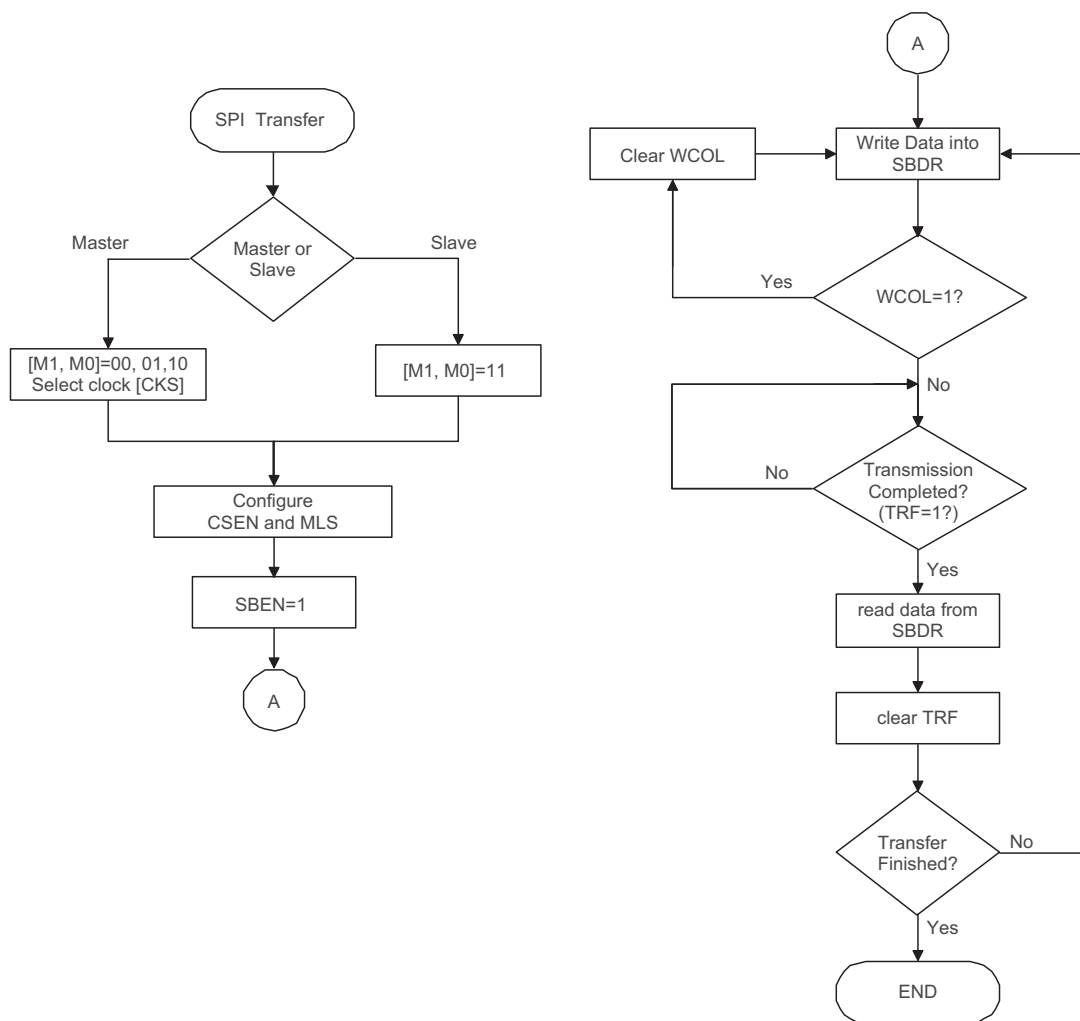 SPI Transfer
Master or
Slave
Master
Slave
[M1, M0]=00, 01,10
Select clock [CKS]
[M1, M0]=11
Configure
CSEN and MLS
SBEN=1
A
A
Write Data into
SBDR
Clear WCOL
WCOL=1?
Yes
No
Transmission
Completed?
(TRF=1?)
No
Yes
read data from
SBDR
clear TRF
Transfer
Finished?
No
Yes
END